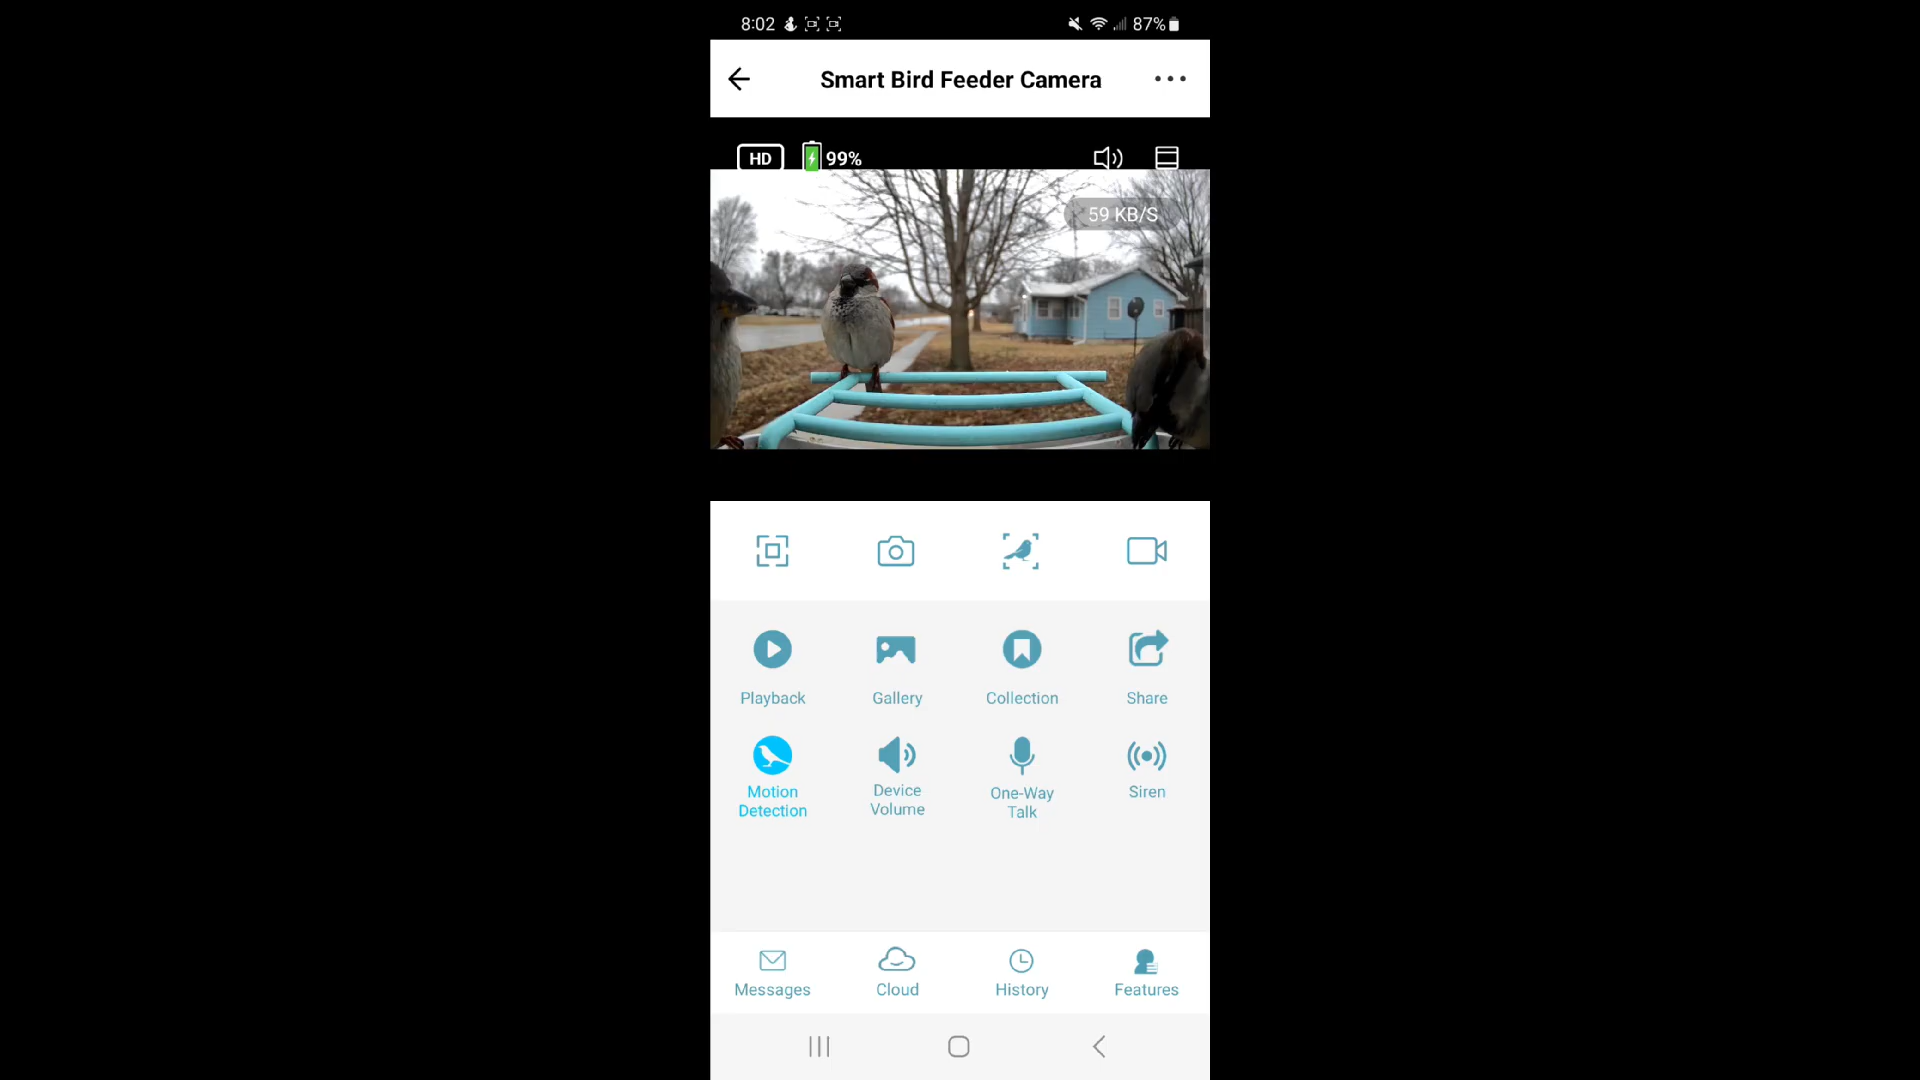 8:02 87%
Smart Bird Feeder Camera
HD 99%
59 KB/S
Playback Gallery Collection Share
Motion Detection
Device Volume
One-Way Talk
Siren
Messages Cloud History Features